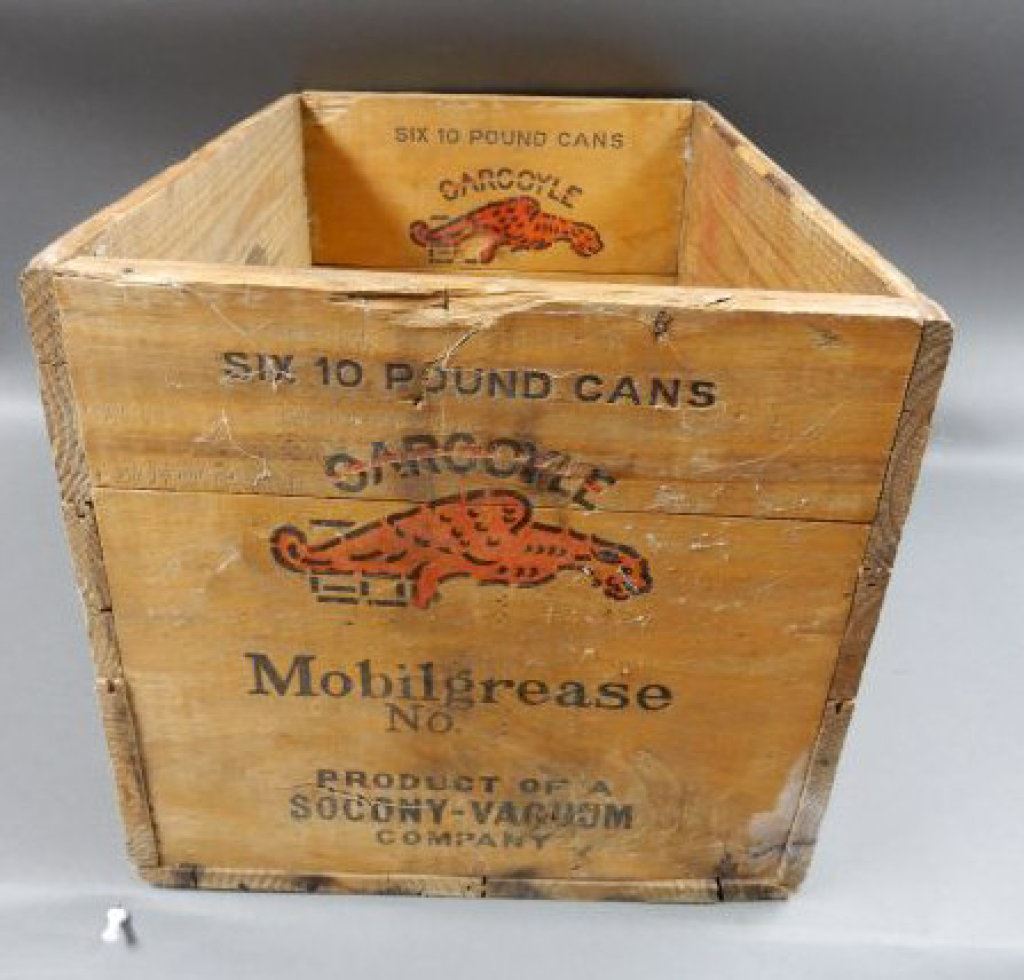 SIX 10 POUND CANS
GARGOYLE
SIX 10 POUND CANS
GARGOYLE
Mobilgrease
No.
PRODUCT OF A
SOCONY-VACUUM
COMPANY